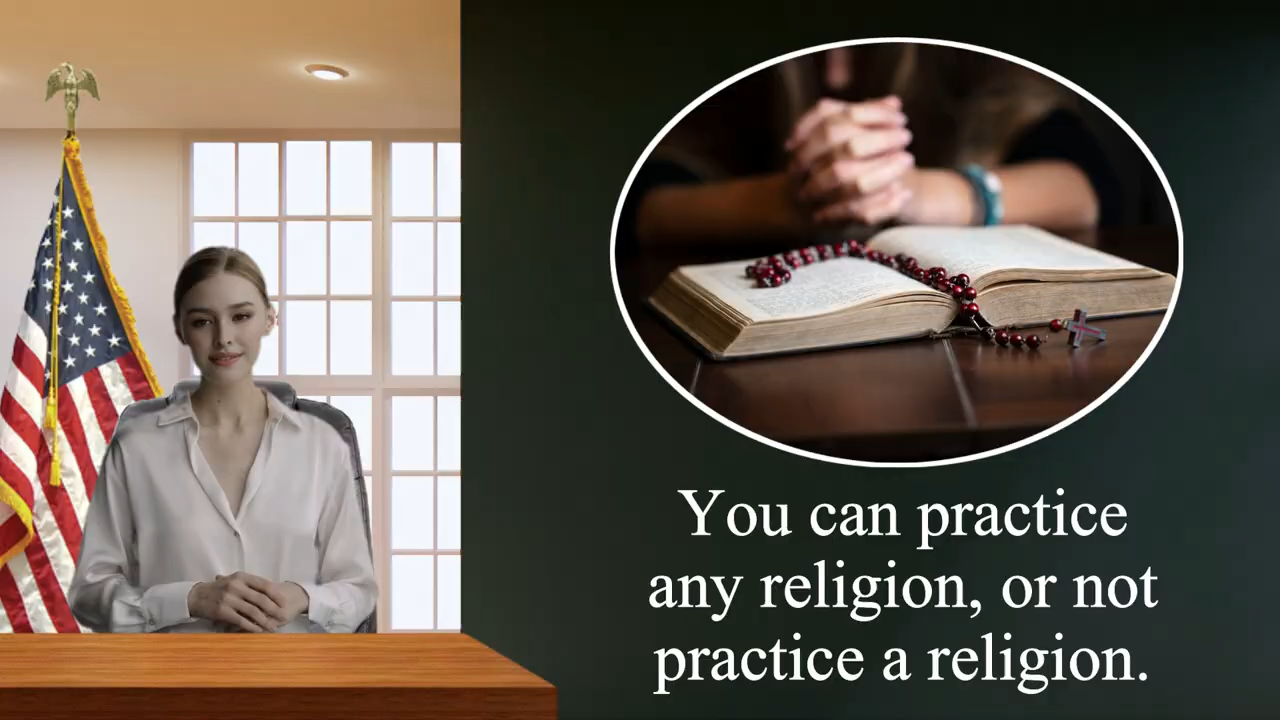 You can practice
any religion, or not
practice a religion.